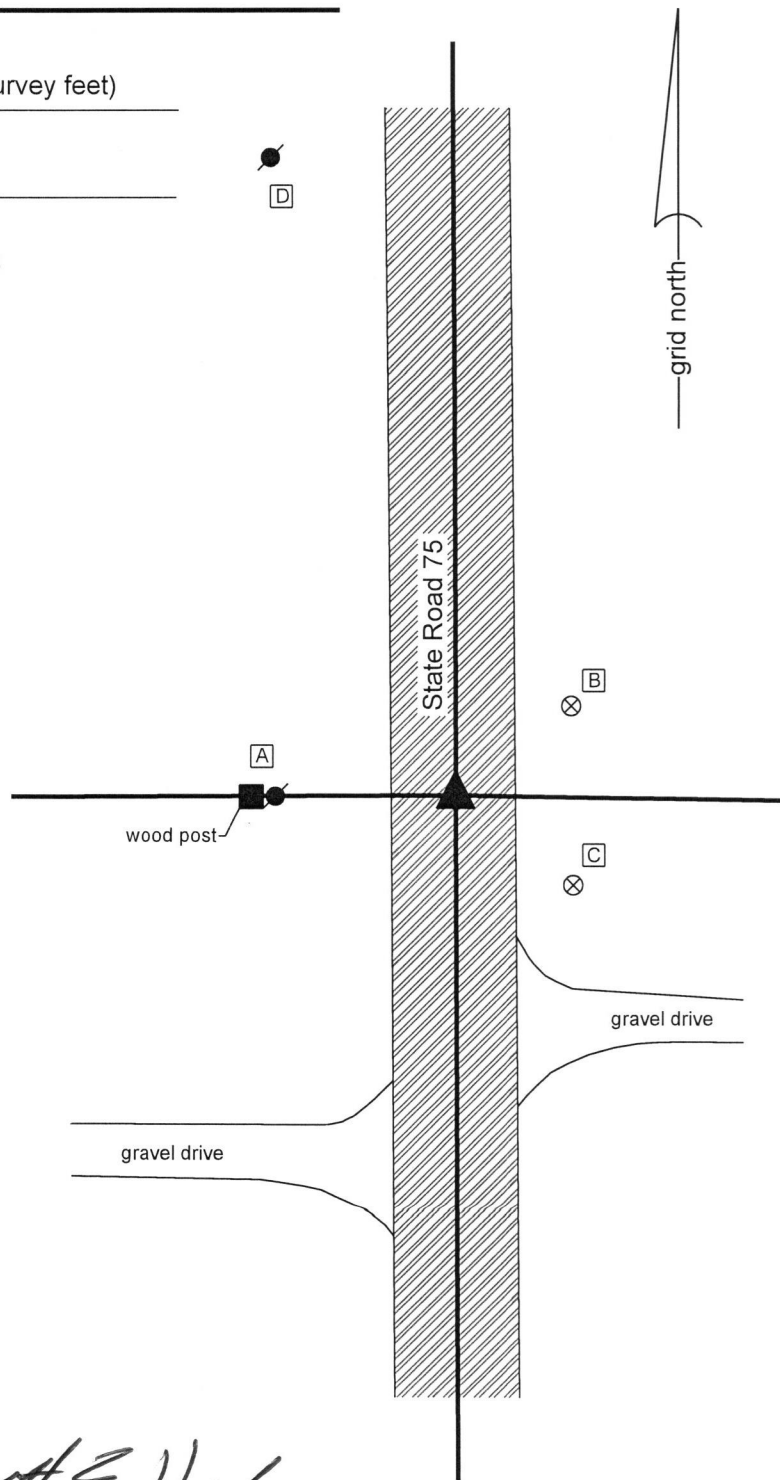 urvey feet)
D
grid north
State Road 75
B
A
wood post
C
gravel drive
gravel drive